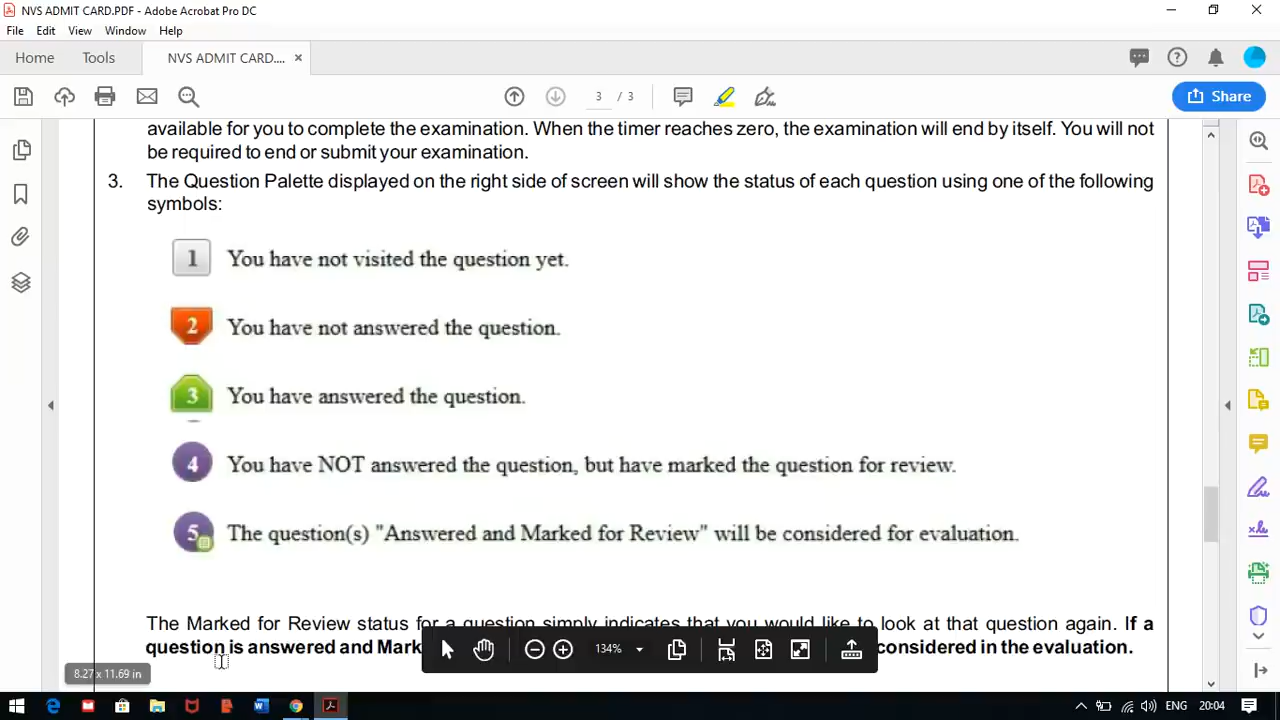 NVS ADMIT CARD.PDF - Adobe Acrobat Pro DC
File Edit View Window Help
Home Tools NVS ADMIT CARD.... ×
3 / 3
Share
available for you to complete the examination. When the timer reaches zero, the examination will end by itself. You will not
be required to end or submit your examination.
3. The Question Palette displayed on the right side of screen will show the status of each question using one of the following
symbols:
1 You have not visited the question yet.
2 You have not answered the question.
3 You have answered the question.
4 You have NOT answered the question, but have marked the question for review.
5 The question(s) "Answered and Marked for Review" will be considered for evaluation.
The Marked for Review status for a question simply indicates that you would like to look at that question again. If a
question is answered and Mark considered in the evaluation.
134%
8.27 x 11.69 in
ENG 20:04